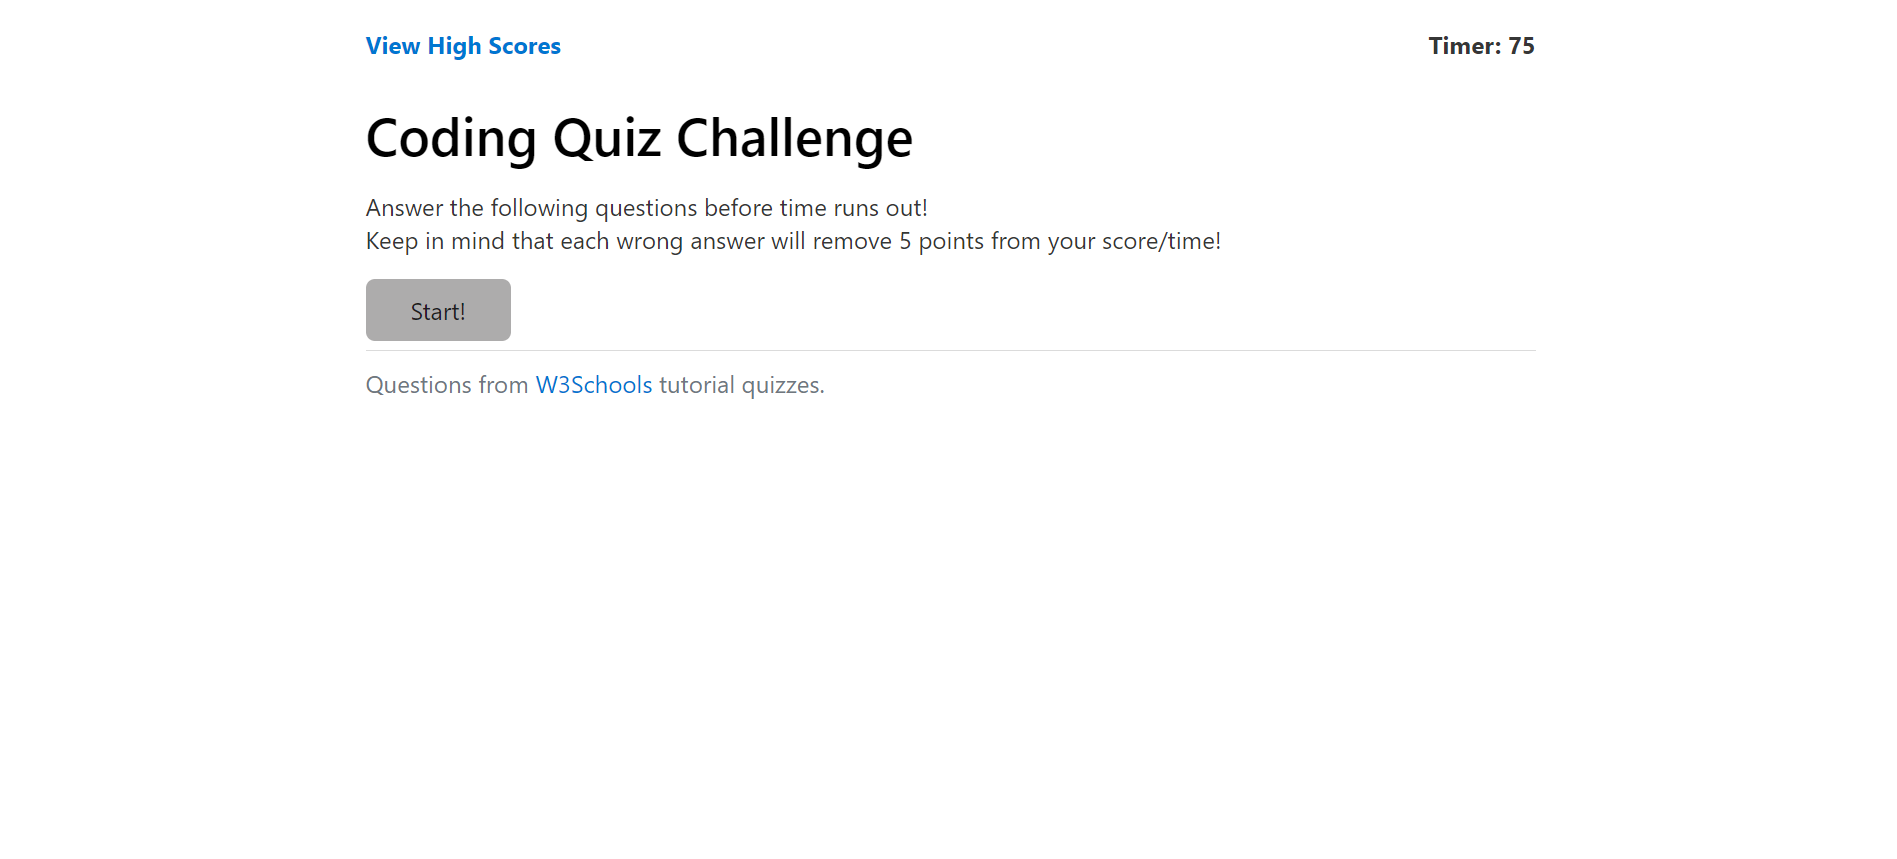 View High Scores
Timer: 75
Coding Quiz Challenge
Answer the following questions before time runs out!
Keep in mind that each wrong answer will remove 5 points from your score/time!
Start!
Questions from W3Schools tutorial quizzes.